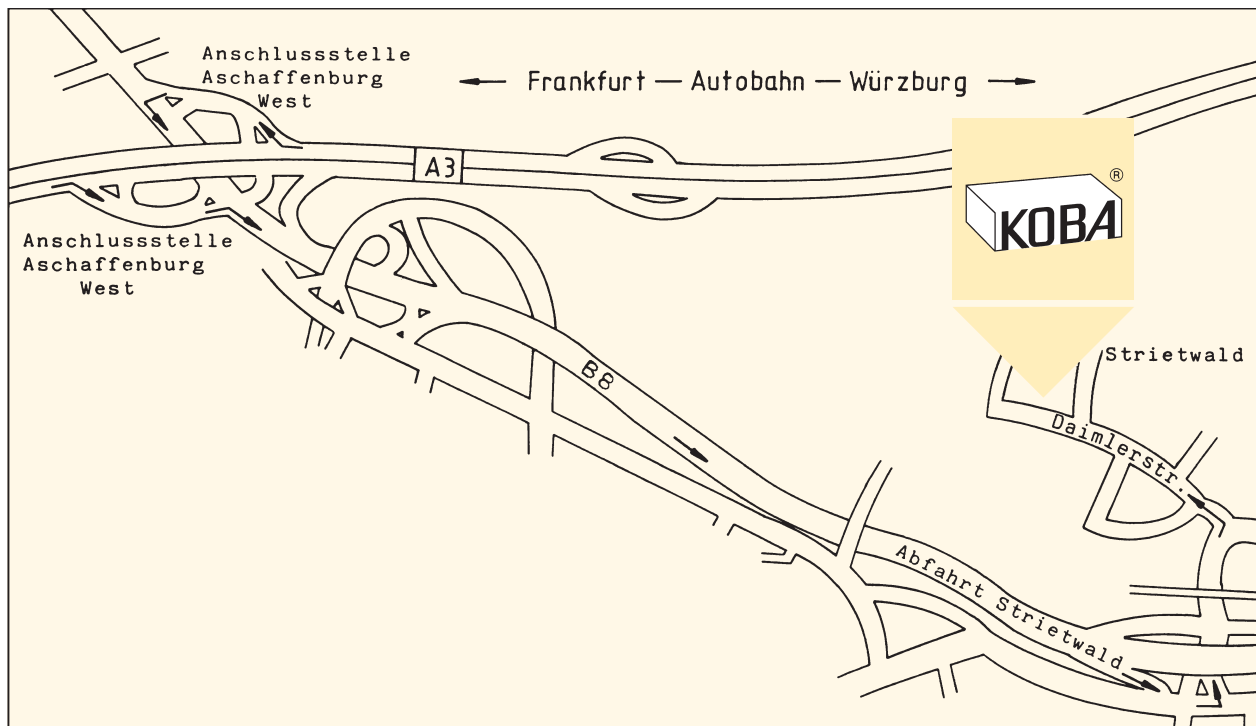 Anschlussstelle
Aschaffenburg
West
Frankfurt — Autobahn — Würzburg
A3
®
KOBA
Anschlussstelle
Aschaffenburg
West
Strietwald
B8
Daimlerstr.
Abfahrt Strietwald